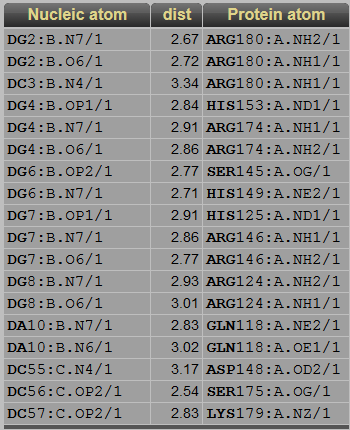 Nucleic atom dist Protein atom
DG2:B.N7/1 2.67 ARG180:A.NH2/1
DG2:B.O6/1 2.72 ARG180:A.NH1/1
DC3:B.N4/1 3.34 ARG180:A.NH1/1
DG4:B.OP1/1 2.84 HIS153:A.ND1/1
DG4:B.N7/1 2.91 ARG174:A.NH1/1
DG4:B.O6/1 2.86 ARG174:A.NH2/1
DG6:B.OP2/1 2.77 SER145:A.OG/1
DG6:B.N7/1 2.71 HIS149:A.NE2/1
DG7:B.OP1/1 2.91 HIS125:A.ND1/1
DG7:B.N7/1 2.86 ARG146:A.NH1/1
DG7:B.O6/1 2.77 ARG146:A.NH2/1
DG8:B.N7/1 2.93 ARG124:A.NH2/1
DG8:B.O6/1 3.01 ARG124:A.NH1/1
DA10:B.N7/1 2.83 GLN118:A.NE2/1
DA10:B.N6/1 3.02 GLN118:A.OE1/1
DC55:C.N4/1 3.17 ASP148:A.OD2/1
DC56:C.OP2/1 2.54 SER175:A.OG/1
DC57:C.OP2/1 2.83 LYS179:A.NZ/1